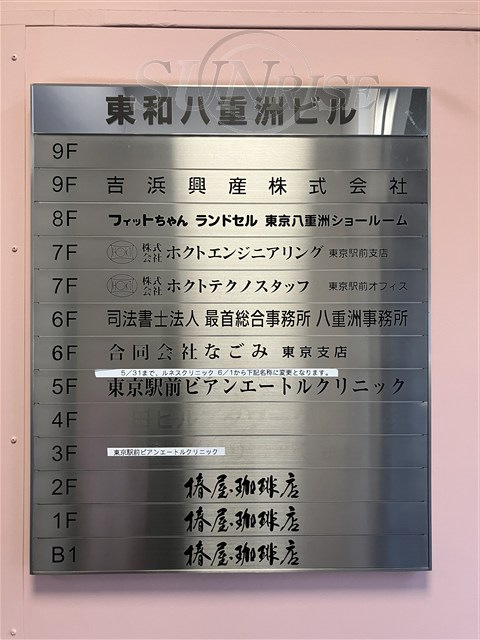 SUNRISE
東和八重洲ビル
9F
9F 吉浜興産株式会社
8F フィットちゃん ランドセル 東京八重洲ショールーム
7F 株式会社 ホクトエンジニアリング 東京駅前支店
7F 株式会社 ホクトテクノスタッフ 東京駅前オフィス
6F 司法書士法人 最首総合事務所 八重洲事務所
6F 合同会社なごみ 東京支店
5/31まで、ルネスクリニック 6/1から下記名称に変更となります。
5F 東京駅前ビアンエートルクリニック
4F
3F 東京駅前ビアンエートルクリニック
2F 椿屋珈琲店
1F 椿屋珈琲店
B1 椿屋珈琲店